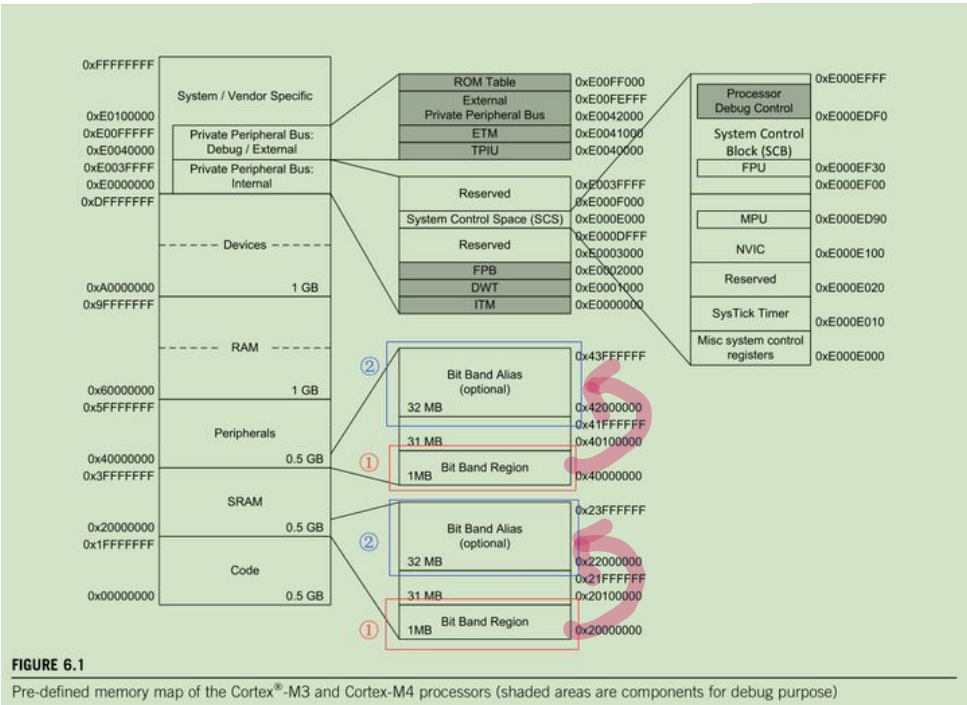 0xFFFFFFFF
System / Vendor Specific
0xE0100000
0xE00FFFFF
Private Peripheral Bus:
Debug / External
0xE0040000
0xE003FFFF
Private Peripheral Bus:
Internal
0xE0000000
0xDFFFFFFF
Devices
0xA0000000
1 GB
0x9FFFFFFF
RAM
0x60000000
1 GB
0x5FFFFFFF
Peripherals
0x40000000
0.5 GB
0x3FFFFFFF
SRAM
0x20000000
0.5 GB
0x1FFFFFFF
Code
0x00000000
0.5 GB
ROM Table
0xE00FF000
External
Private Peripheral Bus
0xE00FEFFF
0xE0042000
ETM
0xE0041000
TPIU
0xE0040000
Reserved
0xE003FFFF
0xE000F000
System Control Space (SCS)
0xE000E000
Reserved
0xE000DFFF
0xE0003000
FPB
0xE0002000
DWT
0xE0001000
ITM
0xE0000000
0xE000EFFF
Processor
Debug Control
0xE000EDF0
System Control
Block (SCB)
FPU
0xE000EF30
0xE000EF00
MPU
0xE000ED90
NVIC
0xE000E100
Reserved
0xE000E020
SysTick Timer
0xE000E010
Misc system control
registers
0xE000E000
②
0x43FFFFFF
Bit Band Alias
(optional)
32 MB
0x42000000
0x41FFFFFF
31 MB
0x40100000
①
Bit Band Region
1MB
0x40000000
②
0x23FFFFFF
Bit Band Alias
(optional)
32 MB
0x22000000
0x21FFFFFF
31 MB
0x20100000
①
Bit Band Region
1MB
0x20000000
FIGURE 6.1
Pre-defined memory map of the Cortex®-M3 and Cortex-M4 processors (shaded areas are components for debug purpose)